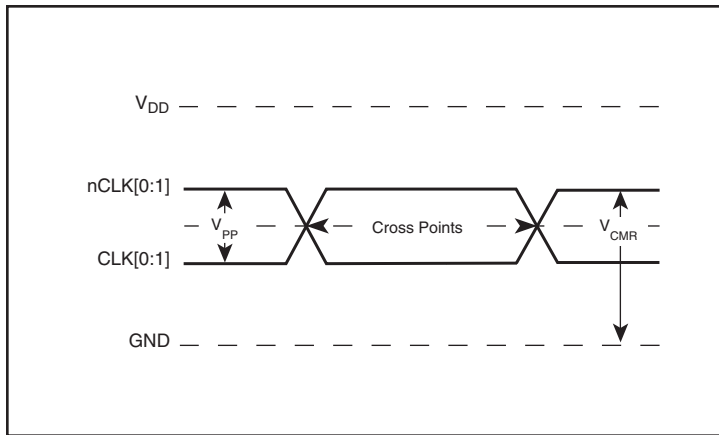 VDD
nCLK[0:1]
VPP
Cross Points
VCMR
CLK[0:1]
GND